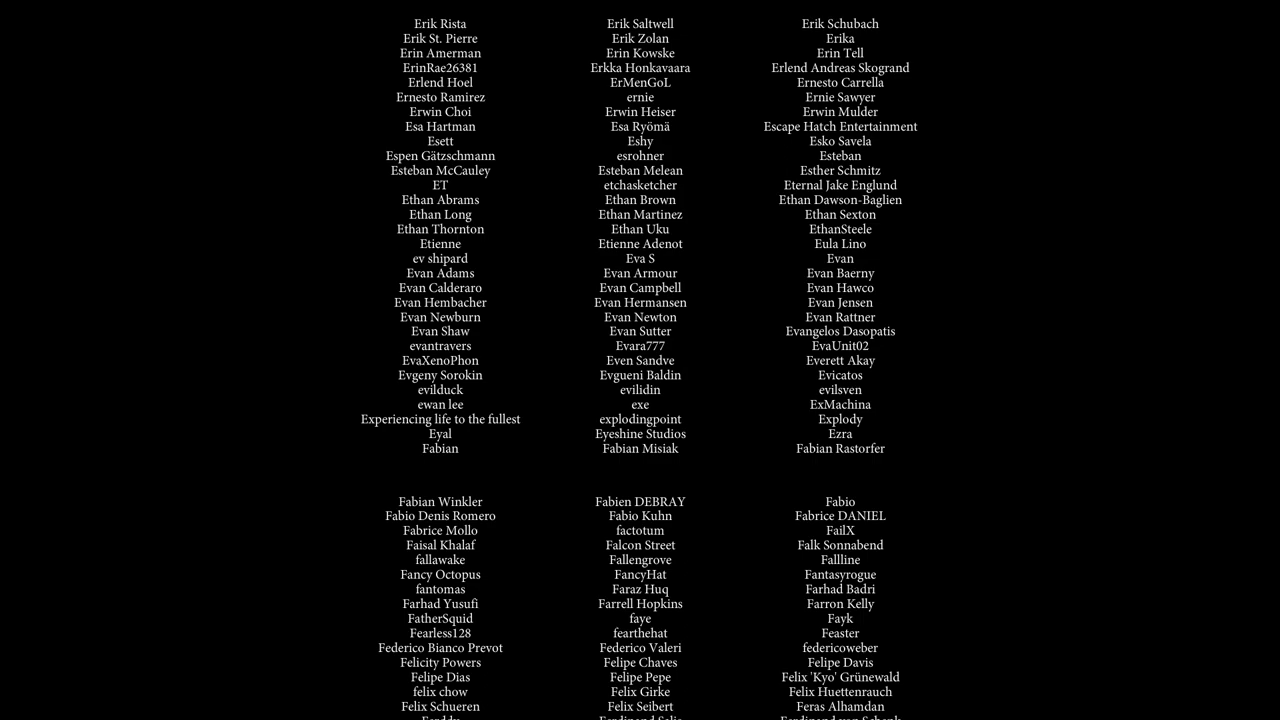 Erik Rista Erik Saltwell Erik Schubach
Erik St. Pierre Erik Zolan Erika
Erin Amerman Erin Kowske Erin Tell
ErinRae26381 Erkka Honkavaara Erlend Andreas Skogrand
Erlend Hoel ErMenGoL Ernesto Carrella
Ernesto Ramirez ernie Ernie Sawyer
Erwin Choi Erwin Heiser Erwin Mulder
Esa Hartman Esa Ryömä Escape Hatch Entertainment
Esett Eshy Esko Savela
Espen Gätzschmann esrohner Esteban
Esteban McCauley Esteban Melean Esther Schmitz
ET etchasketcher Eternal Jake Englund
Ethan Abrams Ethan Brown Ethan Dawson-Baglien
Ethan Long Ethan Martinez Ethan Sexton
Ethan Thornton Ethan Uku EthanSteele
Etienne Etienne Adenot Eula Lino
ev shipard Eva S Evan
Evan Adams Evan Armour Evan Baerny
Evan Calderaro Evan Campbell Evan Hawco
Evan Hembacher Evan Hermansen Evan Jensen
Evan Newburn Evan Newton Evan Rattner
Evan Shaw Evan Sutter Evangelos Dasopatis
evantravers Evara777 EvaUnit02
EvaXenoPhon Even Sandve Everett Akay
Evgeny Sorokin Evgueni Baldin Evicatos
evilduck evilidin evilsven
ewan lee exe ExMachina
Experiencing life to the fullest explodingpoint Explody
Eyal Eyeshine Studios Ezra
Fabian Fabian Misiak Fabian Rastorfer
Fabian Winkler Fabien DEBRAY Fabio
Fabio Denis Romero Fabio Kuhn Fabrice DANIEL
Fabrice Mollo factotum FailX
Faisal Khalaf Falcon Street Falk Sonnabend
fallawake Fallengrove Fallline
Fancy Octopus FancyHat Fantasyrogue
fantomas Faraz Huq Farhad Badri
Farhad Yusufi Farrell Hopkins Farron Kelly
FatherSquid faye Fayk
Fearless128 fearthehat Feaster
Federico Bianco Prevot Federico Valeri federicoweber
Felicity Powers Felipe Chaves Felipe Davis
Felipe Dias Felipe Pepe Felix 'Kyo' Grünewald
felix chow Felix Girke Felix Huettenrauch
Felix Schueren Felix Seibert Feras Alhamdan